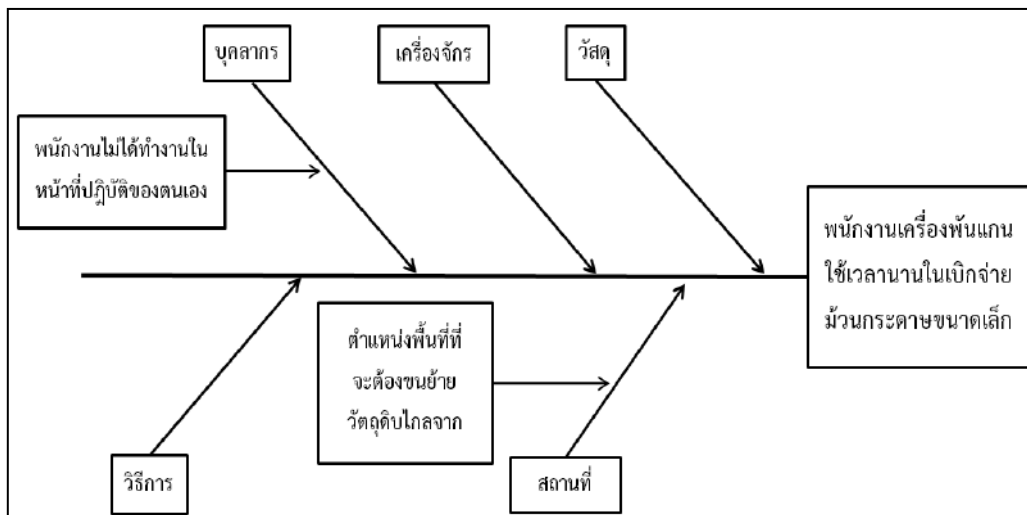 บุคลากร
เครื่องจักร
วัสดุ
พนักงานไม่ได้ทำงานใน
หน้าที่ปฏิบัติของตนเอง
พนักงานเครื่องพันแกน
ใช้เวลานานในเบิกจ่าย
ม้วนกระดาษขนาดเล็ก
ตำแหน่งพื้นที่ที่
จะต้องขนย้าย
วัตถุดิบไกลจาก
วิธีการ
สถานที่